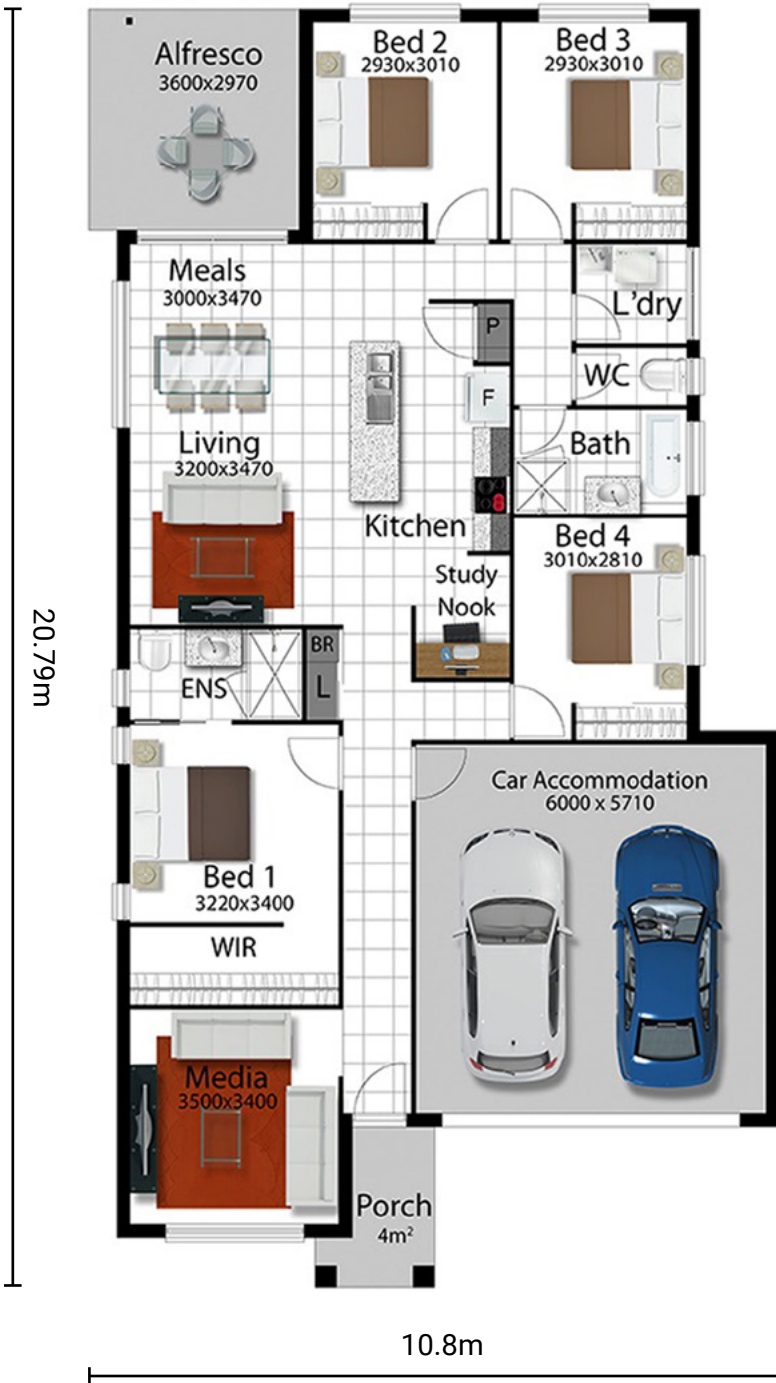 Alfresco
3600x2970
Bed 2
2930x3010
Bed 3
2930x3010
Meals
3000x3470
L'dry
P
WC
F
Living
3200x3470
Bath
Kitchen
Bed 4
3010x2810
Study
Nook
20.79m
BR
L
ENS
Car Accommodation
6000 x 5710
Bed 1
3220x3400
WIR
Media
3500x3400
Porch
4m²
10.8m